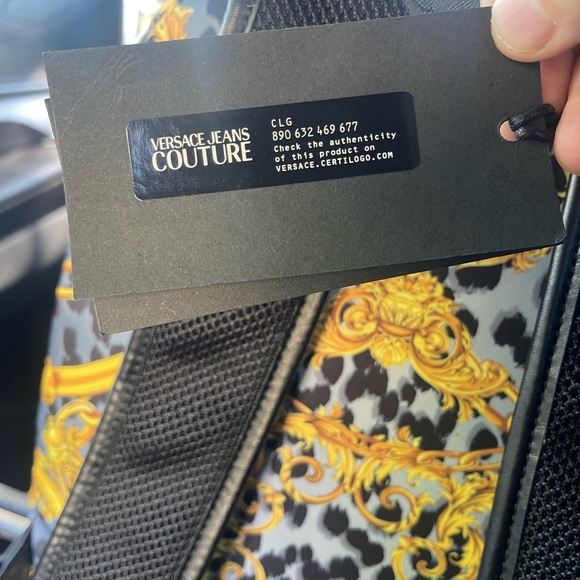 VERSACE JEANS
COUTURE
CLG
890 632 469 677
Check the authenticity
of this product on
VERSACE.CERTILOGO.COM